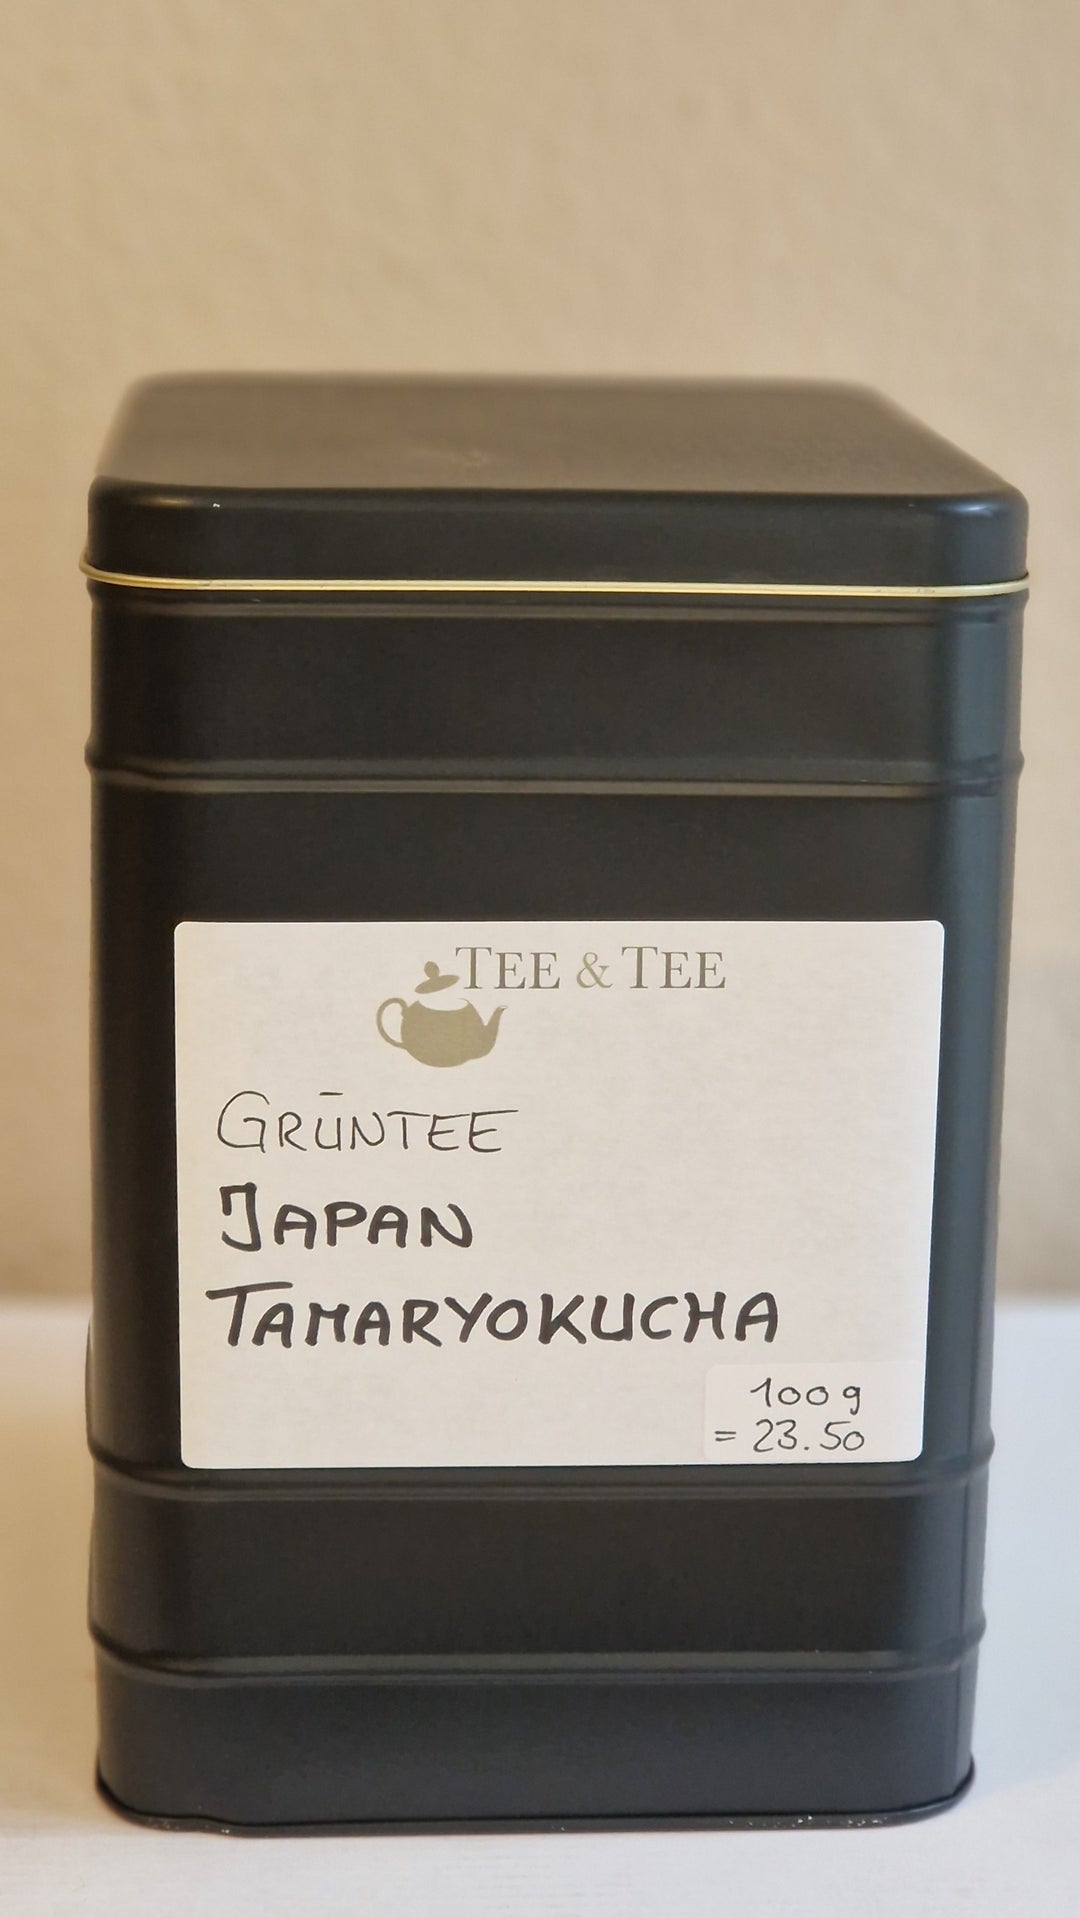 TEE & TEE
GRÜNTEE
JAPAN
TAMARYOKUCHA
100 g
= 23.50